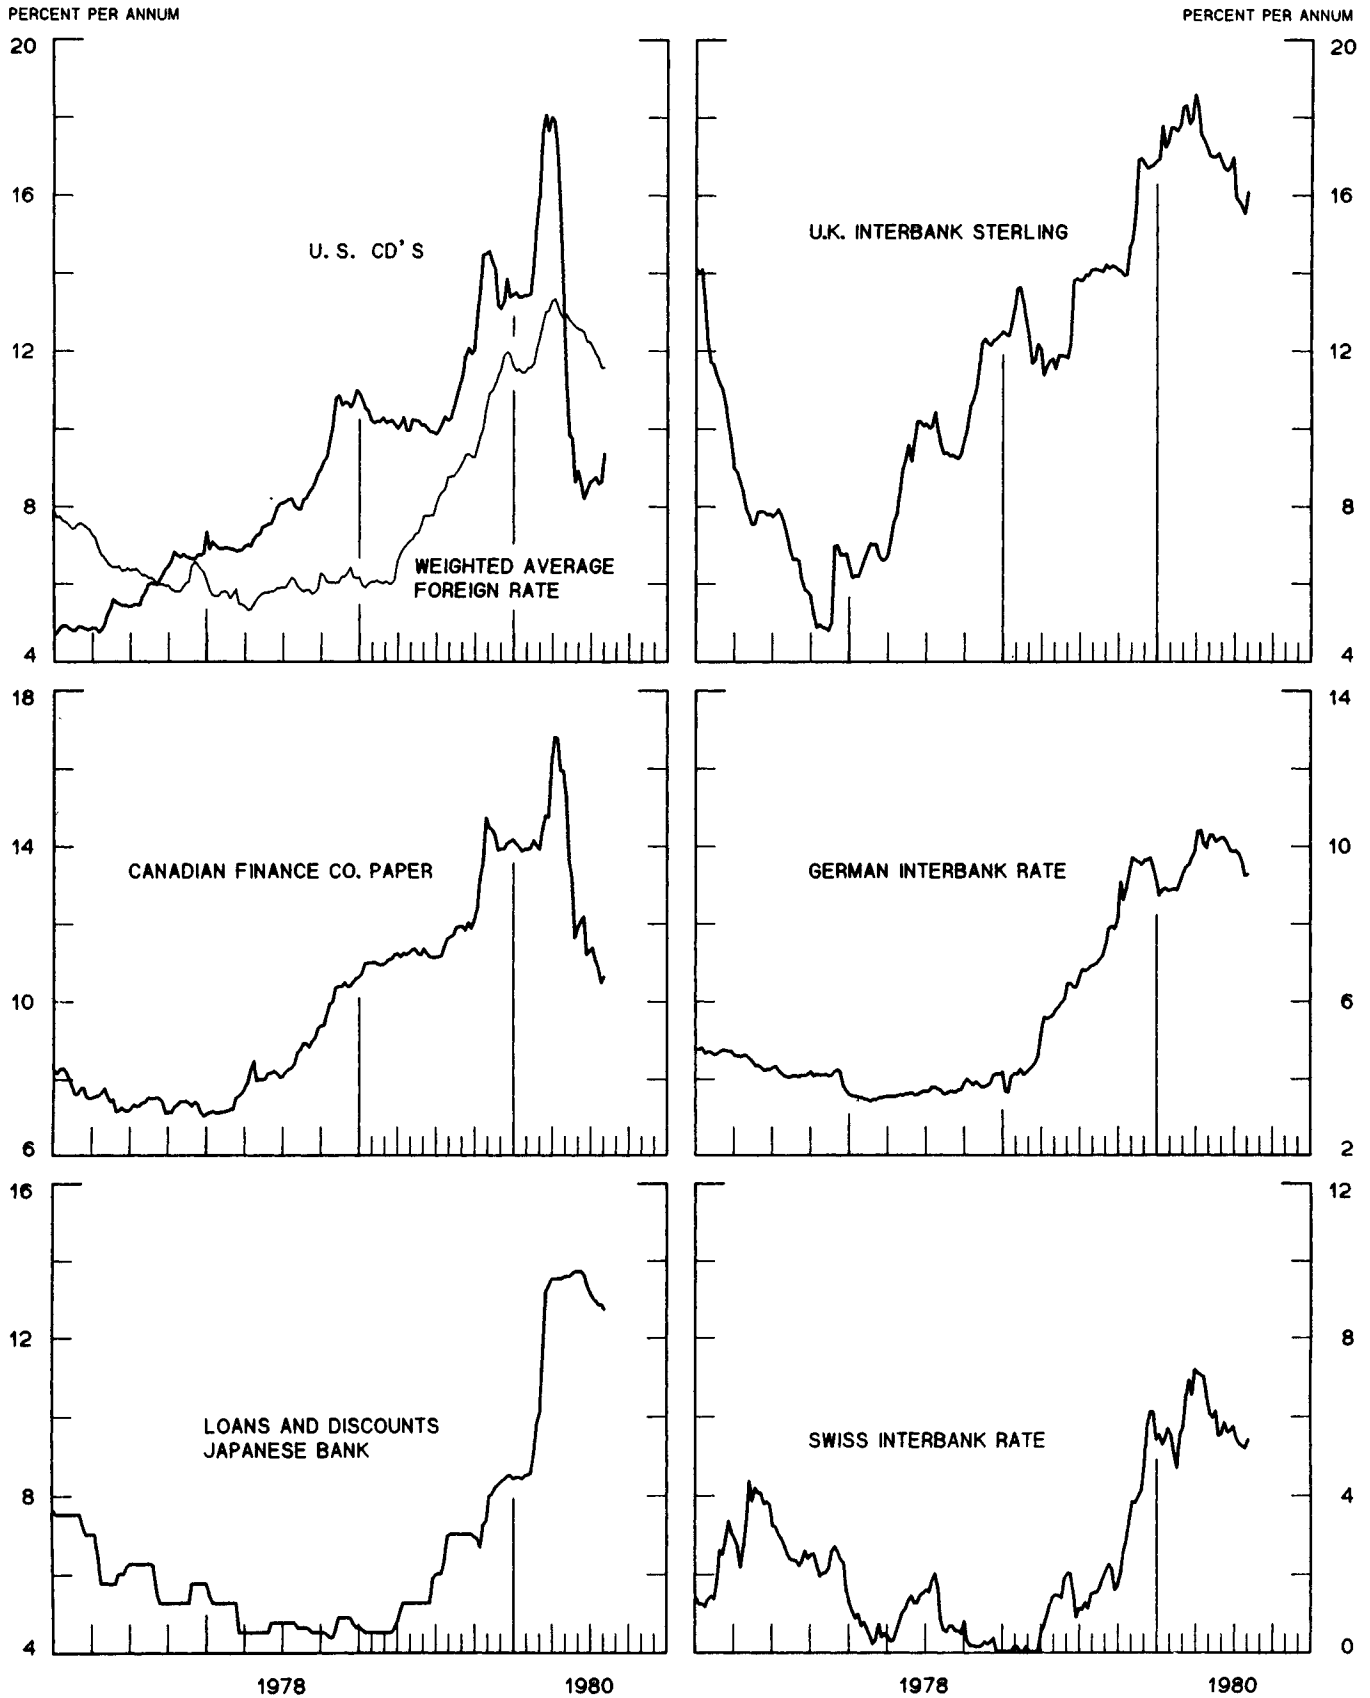 PERCENT PER ANNUM
PERCENT PER ANNUM
20
16
12
8
4
U. S. CD'S
WEIGHTED AVERAGE
FOREIGN RATE
20
16
12
8
4
U.K. INTERBANK STERLING
18
14
10
6
CANADIAN FINANCE CO. PAPER
14
10
6
2
GERMAN INTERBANK RATE
16
12
8
4
LOANS AND DISCOUNTS
JAPANESE BANK
12
8
4
0
SWISS INTERBANK RATE
1978
1980
1978
1980